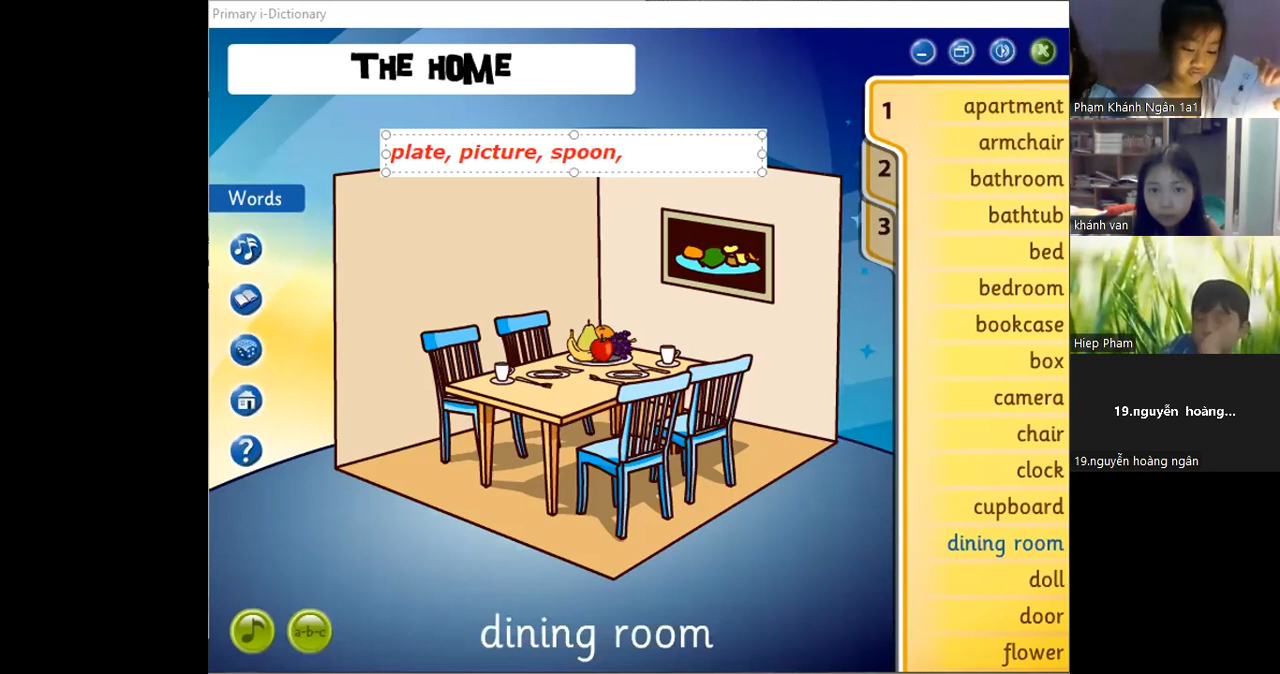 Primary i-Dictionary
THE HOME
plate, picture, spoon,
Words
1
2
3
apartment
armchair
bathroom
bathtub
bed
bedroom
bookcase
box
camera
chair
clock
cupboard
dining room
doll
door
flower
?
a-b-c
dining room
Phạm Khánh Ngân 1a1
khánh van
Hiep Pham
19.nguyễn hoàng...
19.nguyễn hoàng ngân